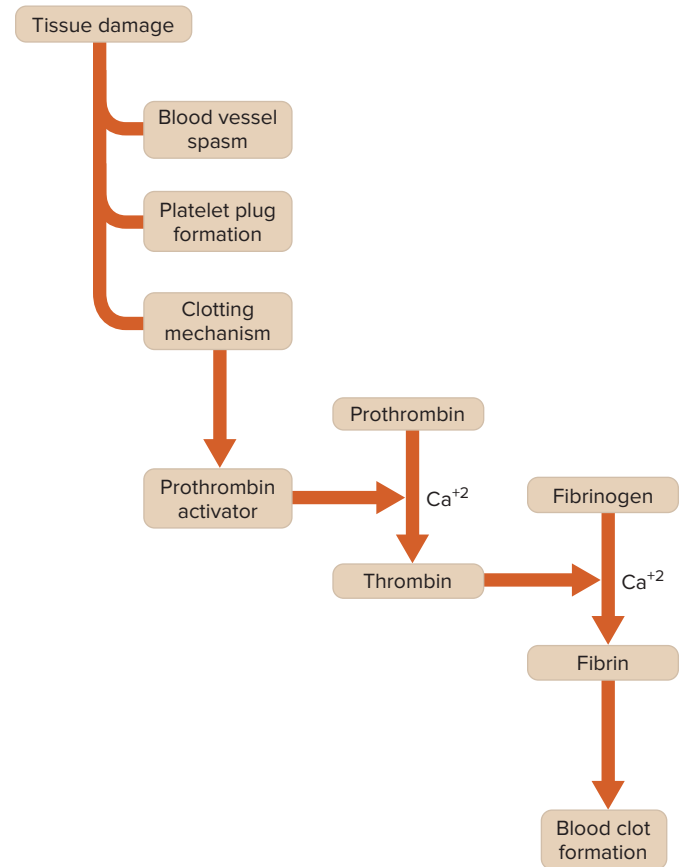 Tissue damage
Blood vessel
spasm
Platelet plug
formation
Clotting
mechanism
Prothrombin
Prothrombin
activator
Ca+2
Fibrinogen
Thrombin
Ca+2
Fibrin
Blood clot
formation